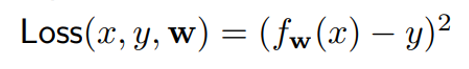 Loss(x, y, w) = (f_w(x) − y)²